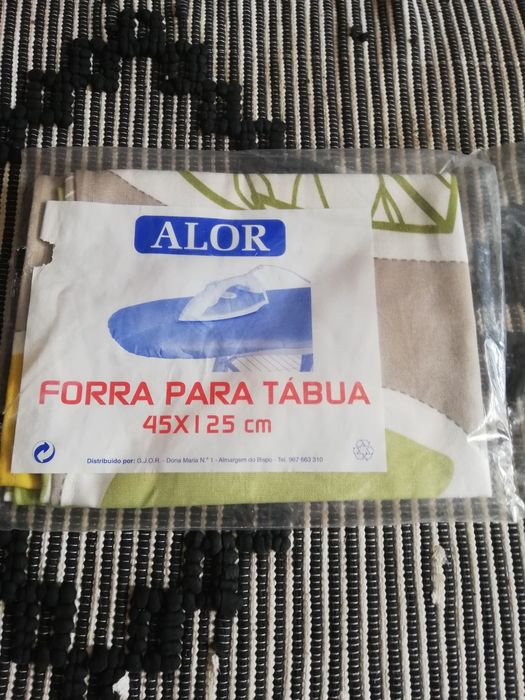 ALOR
FORRA PARA TÁBUA
45X125 cm
Distribuído por: G.J.O.R. - Dona Maria N.º 1 - Almargem do Bispo - Tel. 967 663 310